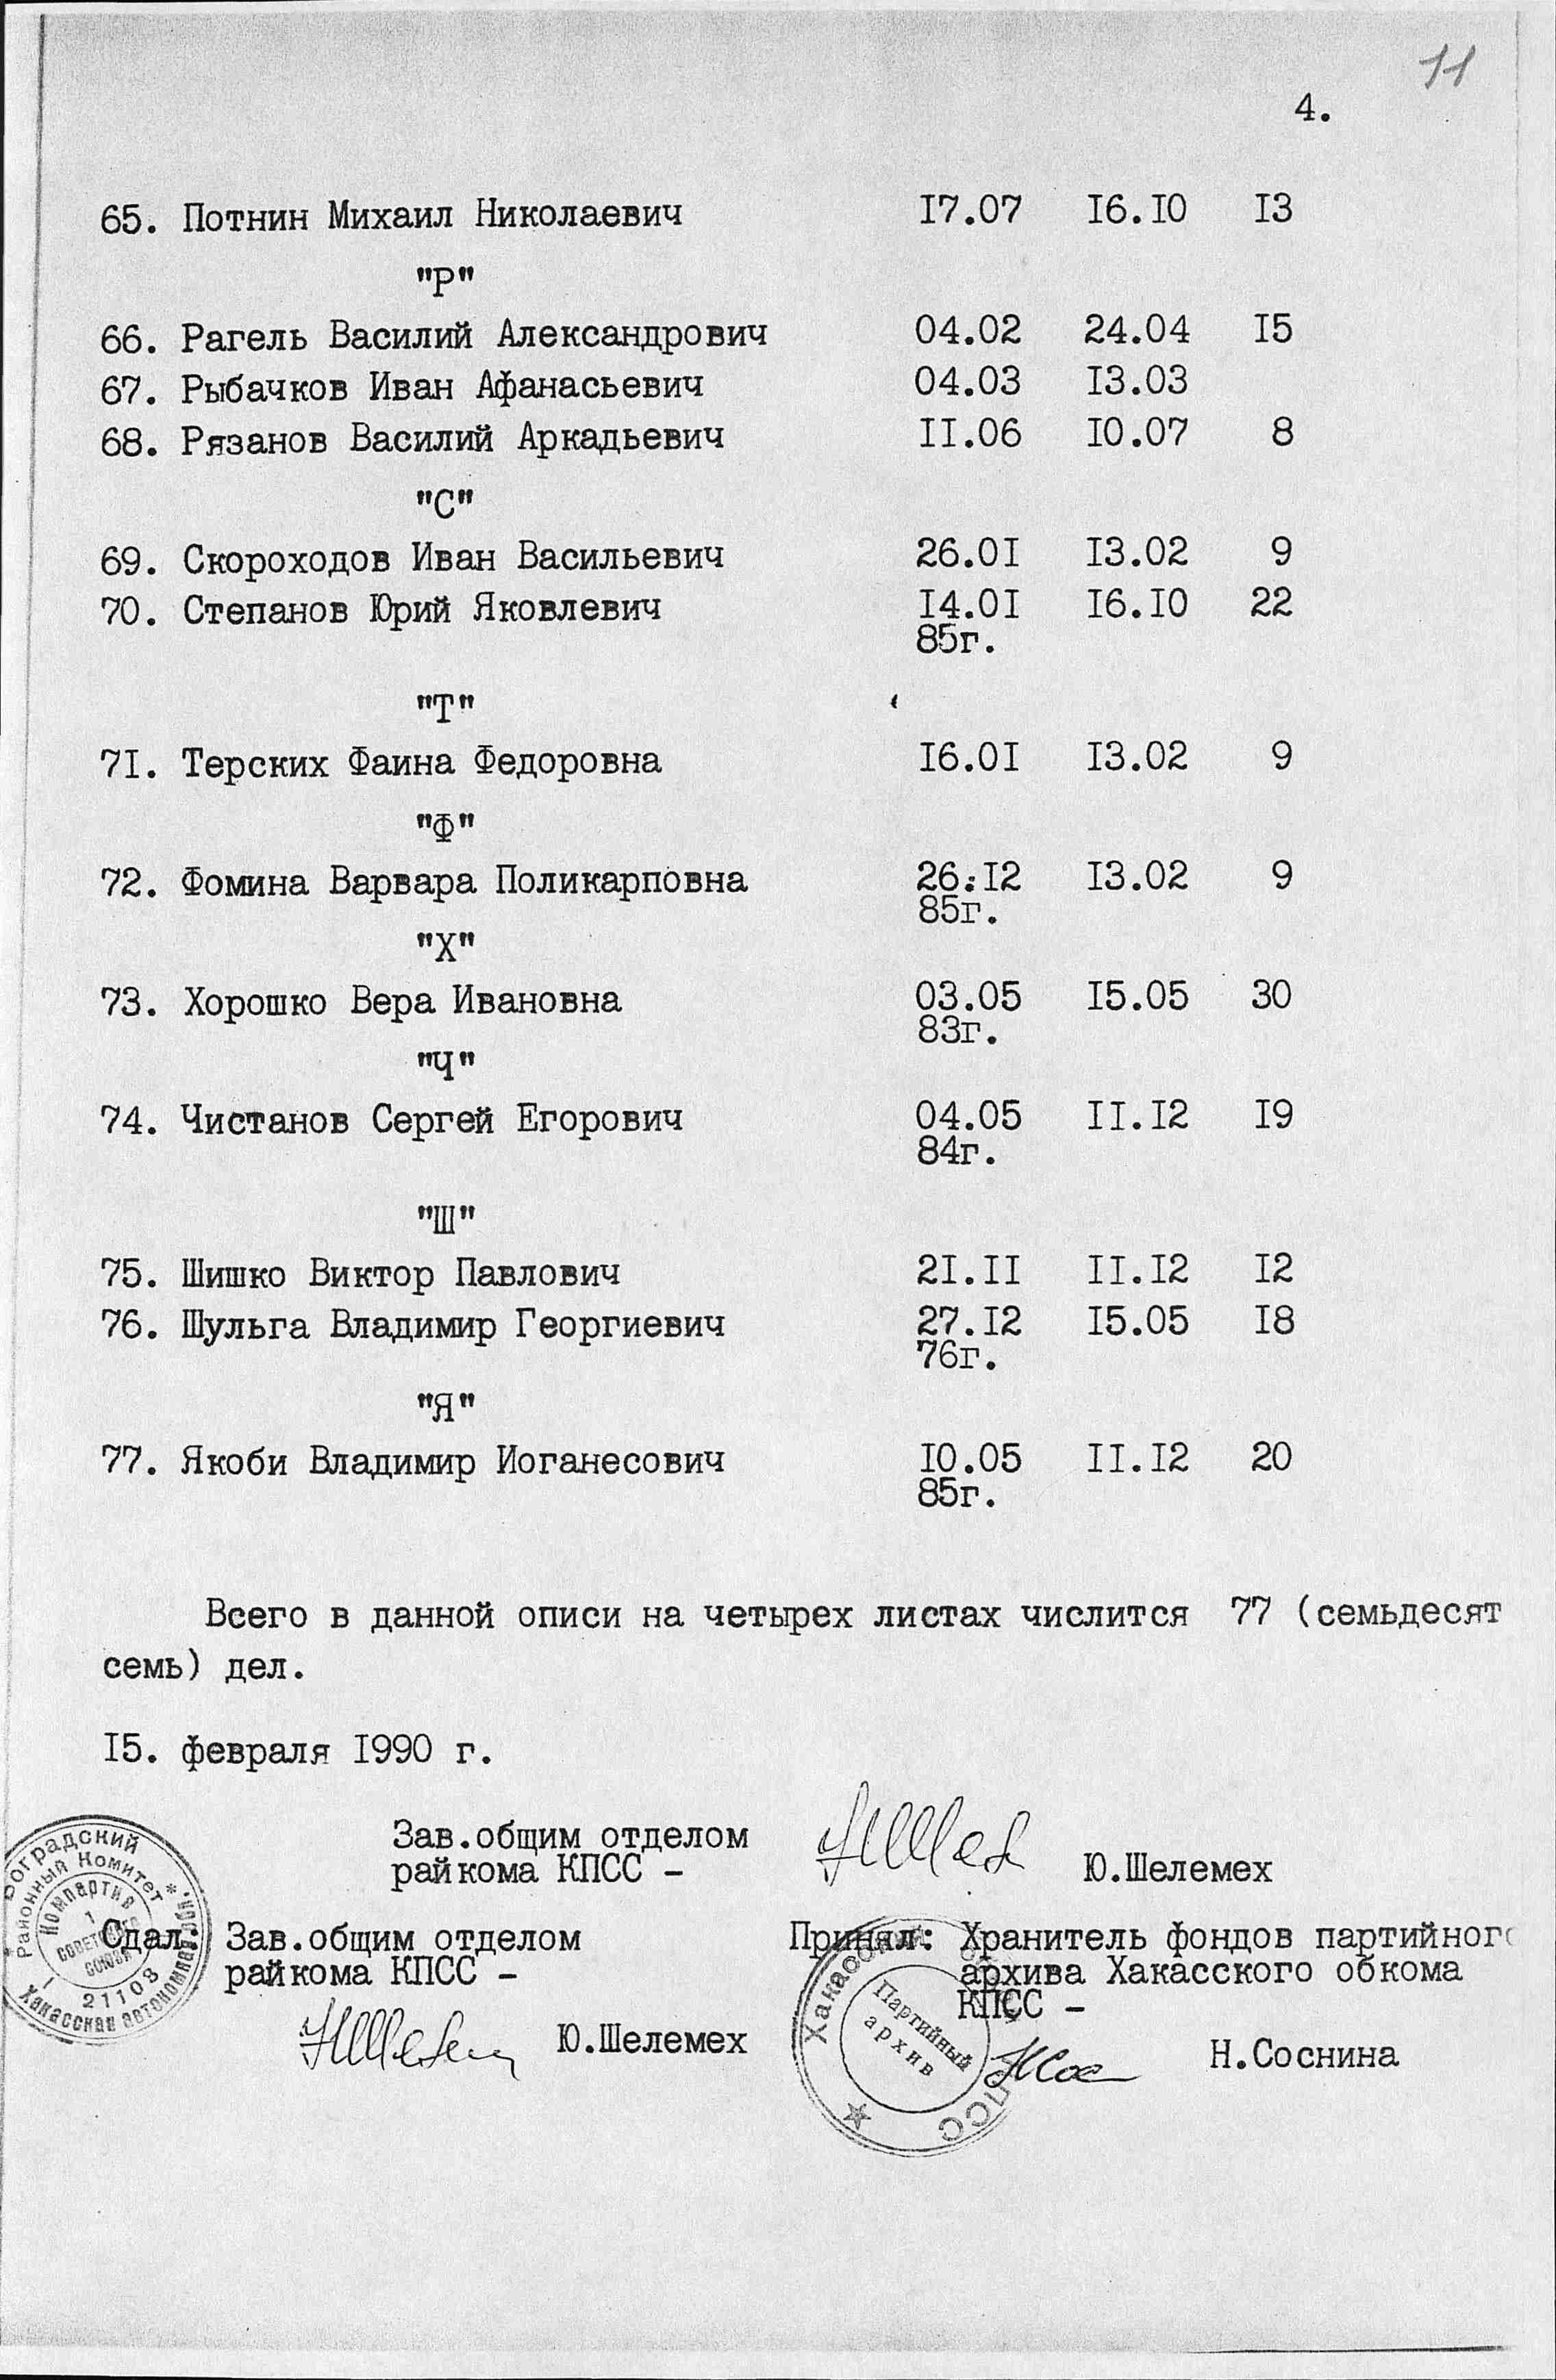 11
4.
65. Потнин Михаил Николаевич 17.07 16.10 13
"Р"
66. Рагель Василий Александрович 04.02 24.04 15
67. Рыбачков Иван Афанасьевич 04.03 13.03
68. Рязанов Василий Аркадьевич 11.06 10.07 8
"С"
69. Скороходов Иван Васильевич 26.01 13.02 9
70. Степанов Юрий Яковлевич 14.01 16.10 22
85г.
"Т"
71. Терских Фаина Федоровна 16.01 13.02 9
"Ф"
72. Фомина Варвара Поликарповна 26.12 13.02 9
85г.
"Х"
73. Хорошко Вера Ивановна 03.05 15.05 30
83г.
"Ч"
74. Чистанов Сергей Егорович 04.05 11.12 19
84г.
"Ш"
75. Шишко Виктор Павлович 21.11 11.12 12
76. Шульга Владимир Георгиевич 27.12 15.05 18
76г.
"Я"
77. Якоби Владимир Иоганесович 10.05 11.12 20
85г.
Всего в данной описи на четырех листах числится 77 (семьдесят
семь) дел.
15. февраля 1990 г.
Зав.общим отделом
райкома КПСС - Ю.Шелемех
Сдал: Зав.общим отделом
райкома КПСС -
Ю.Шелемех
Принял: Хранитель фондов партийного
архива Хакасского обкома
КПСС -
Н.Соснина
Боградский
Районный Комитет
Компартия
Советского
Союза
21108
Хакасская автономная
Партийный
архив
КПСС